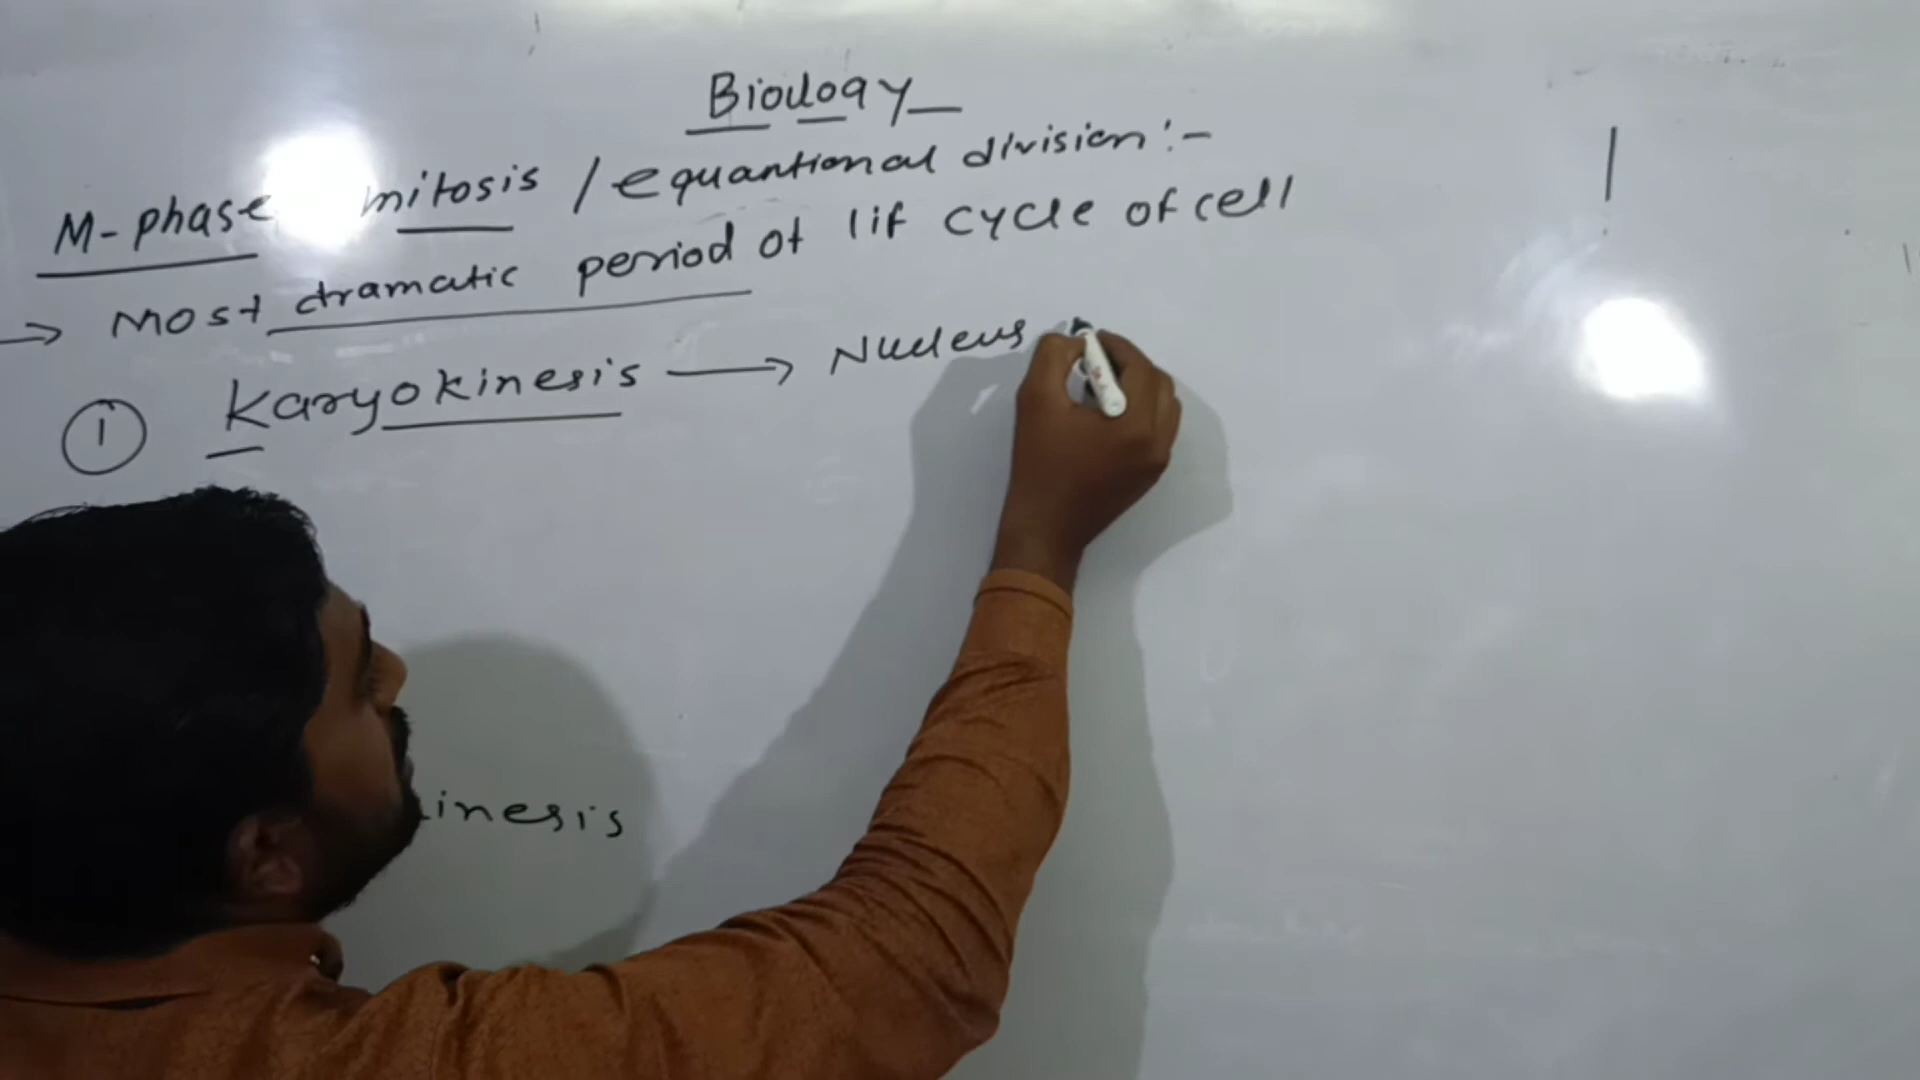 Biology
M-phase mitosis / equantional division :-
→ Most dramatic period of lif cycle of cell
① Karyokinesis → Nucleus
inesis